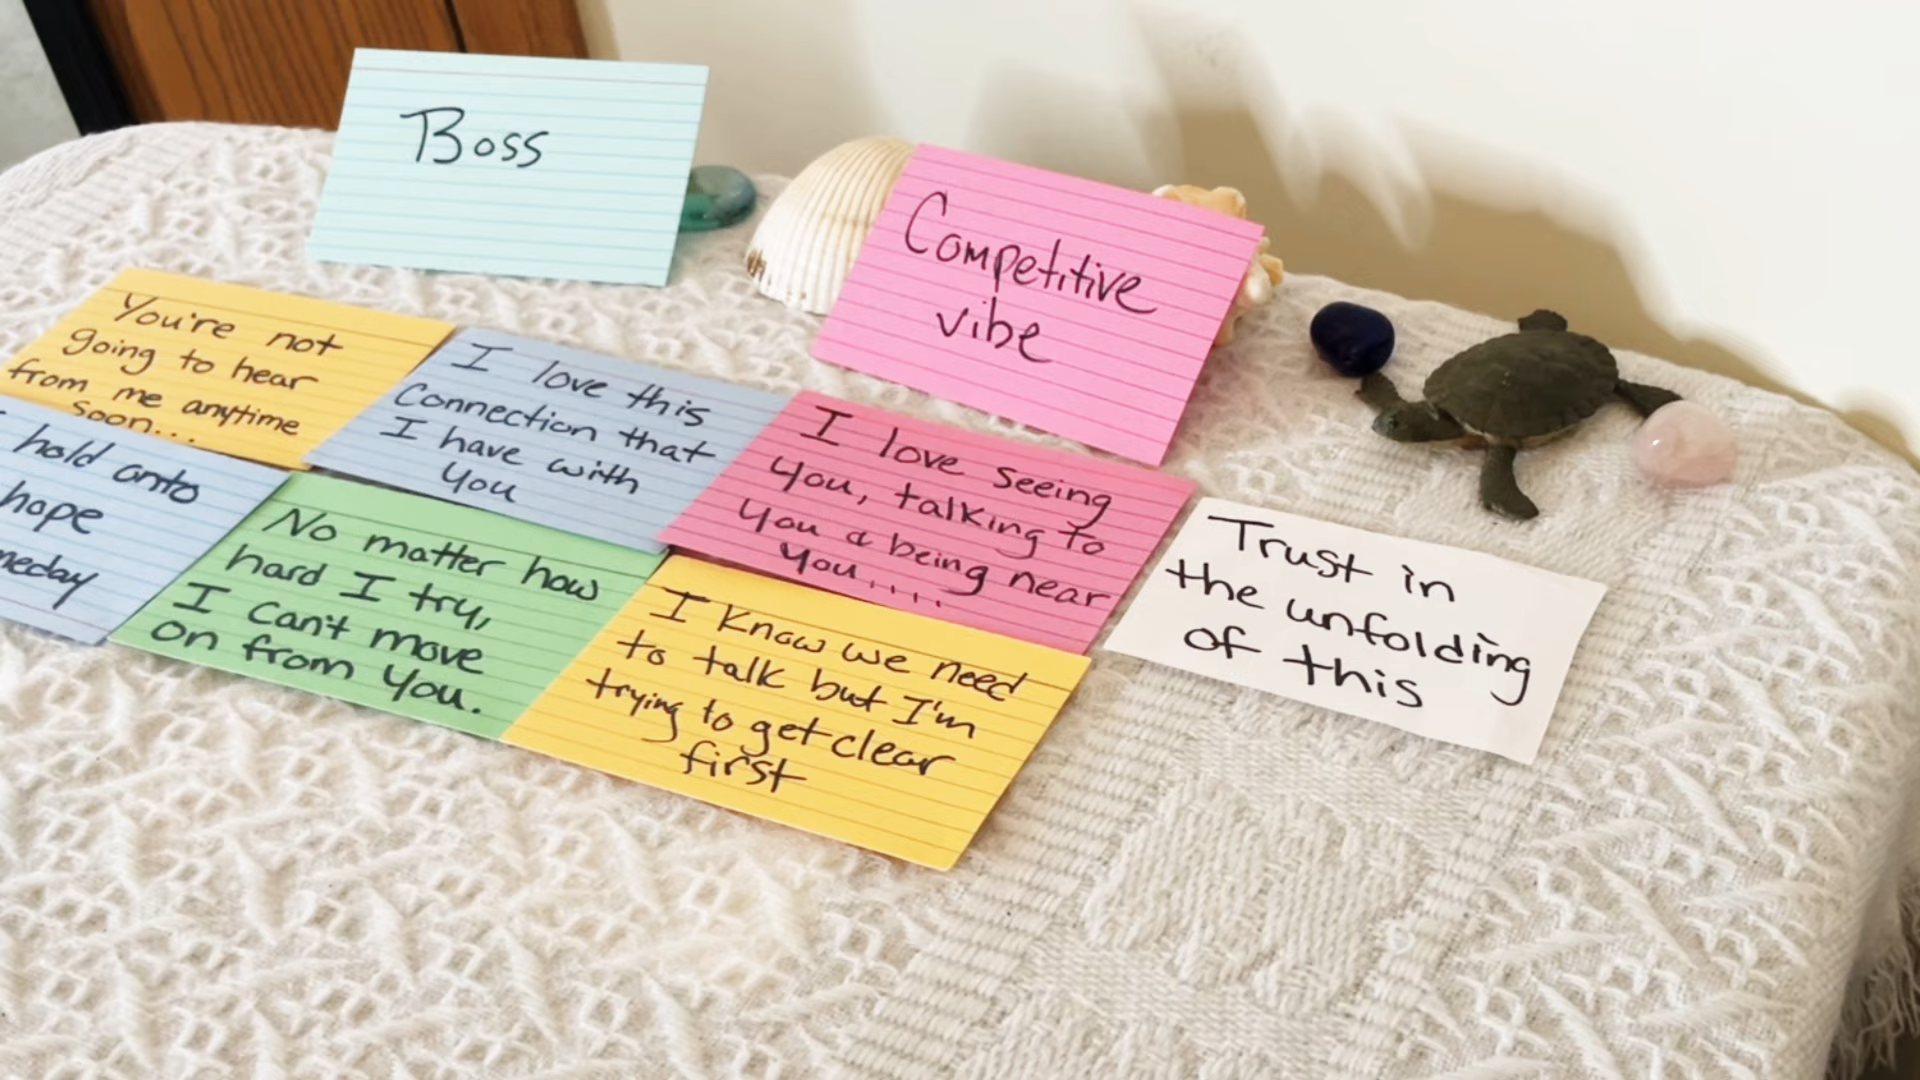 Boss
Competitive
vibe
You're not
going to hear
from me anytime
soon...
I love this
Connection that
I have with
you
I love seeing
you, talking to
you & being near
you....
hold onto
hope
No matter how
hard I try,
I can't move
on from you.
I know we need
to talk but I'm
trying to get clear
first
Trust in
the unfolding
of this